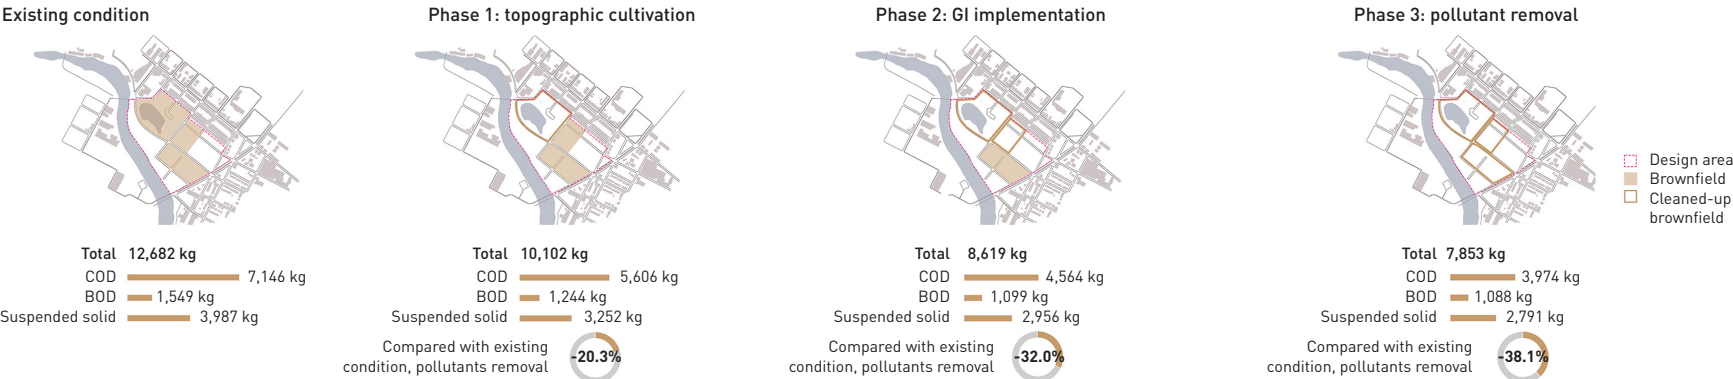 Existing condition
Phase 1: topographic cultivation
Phase 2: GI implementation
Phase 3: pollutant removal
Design area
Brownfield
Cleaned-up
brownfield
Total 12,682 kg
COD 7,146 kg
BOD 1,549 kg
Suspended solid 3,987 kg
Total 10,102 kg
COD 5,606 kg
BOD 1,244 kg
Suspended solid 3,252 kg
Compared with existing
condition, pollutants removal
-20.3%
Total 8,619 kg
COD 4,564 kg
BOD 1,099 kg
Suspended solid 2,956 kg
Compared with existing
condition, pollutants removal
-32.0%
Total 7,853 kg
COD 3,974 kg
BOD 1,088 kg
Suspended solid 2,791 kg
Compared with existing
condition, pollutants removal
-38.1%